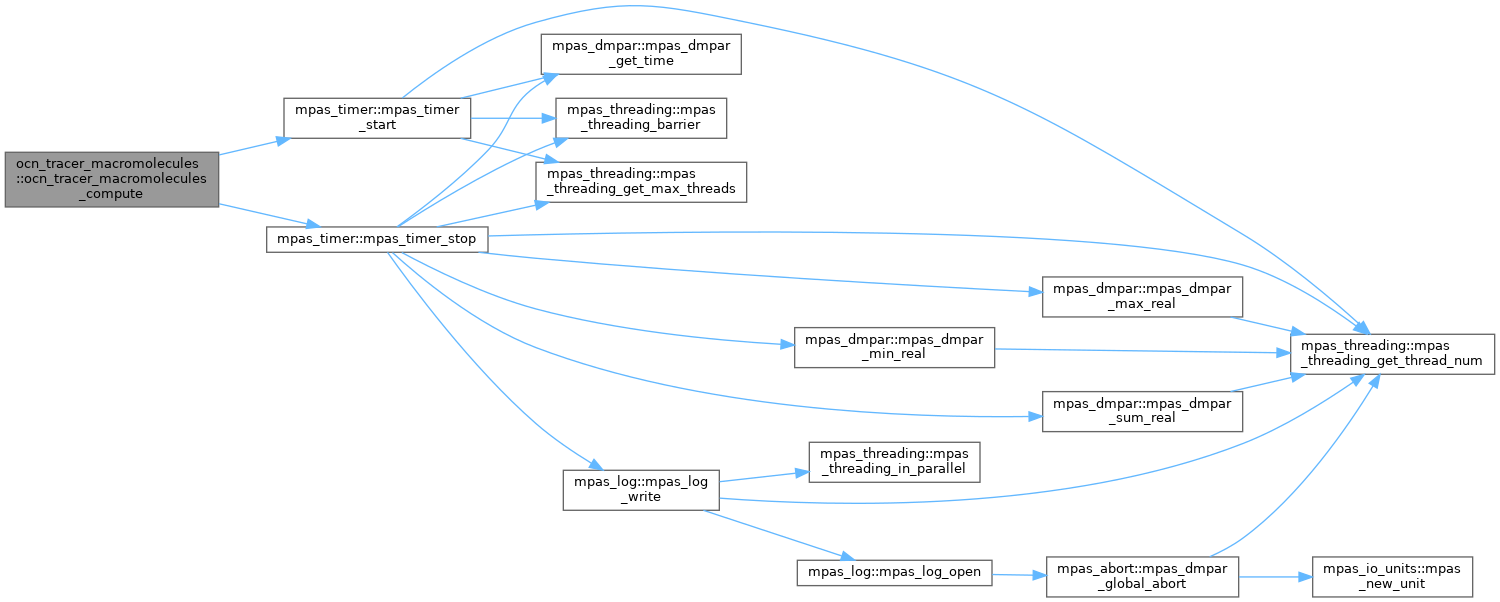 ocn_tracer_macromolecules
::ocn_tracer_macromolecules
_compute
mpas_timer::mpas_timer
_start
mpas_dmpar::mpas_dmpar
_get_time
mpas_threading::mpas
_threading_barrier
mpas_threading::mpas
_threading_get_max_threads
mpas_timer::mpas_timer_stop
mpas_dmpar::mpas_dmpar
_max_real
mpas_dmpar::mpas_dmpar
_min_real
mpas_threading::mpas
_threading_get_thread_num
mpas_dmpar::mpas_dmpar
_sum_real
mpas_threading::mpas
_threading_in_parallel
mpas_log::mpas_log
_write
mpas_log::mpas_log_open
mpas_abort::mpas_dmpar
_global_abort
mpas_io_units::mpas
_new_unit